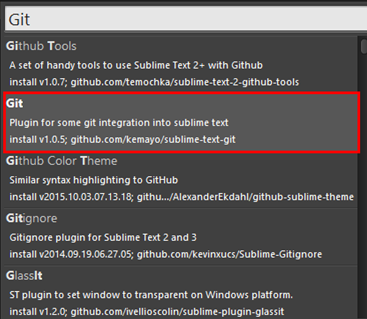 Git
Github Tools
A set of handy tools to use Sublime Text 2+ with Github
install v1.0.7; github.com/temochka/sublime-text-2-github-tools
Git
Plugin for some git integration into sublime text
install v1.0.5; github.com/kemayo/sublime-text-git
Github Color Theme
Similar syntax highlighting to GitHub
install v2015.10.03.07.13.18; githu.../AlexanderEkdahl/github-sublime-theme
Gitignore
Gitignore plugin for Sublime Text 2 and 3
install v2014.09.19.06.27.05; github.com/kevinxucs/Sublime-Gitignore
GlassIt
ST plugin to set window to transparent on Windows platform.
install v1.2.0; github.com/ivellioscolin/sublime-plugin-glassit